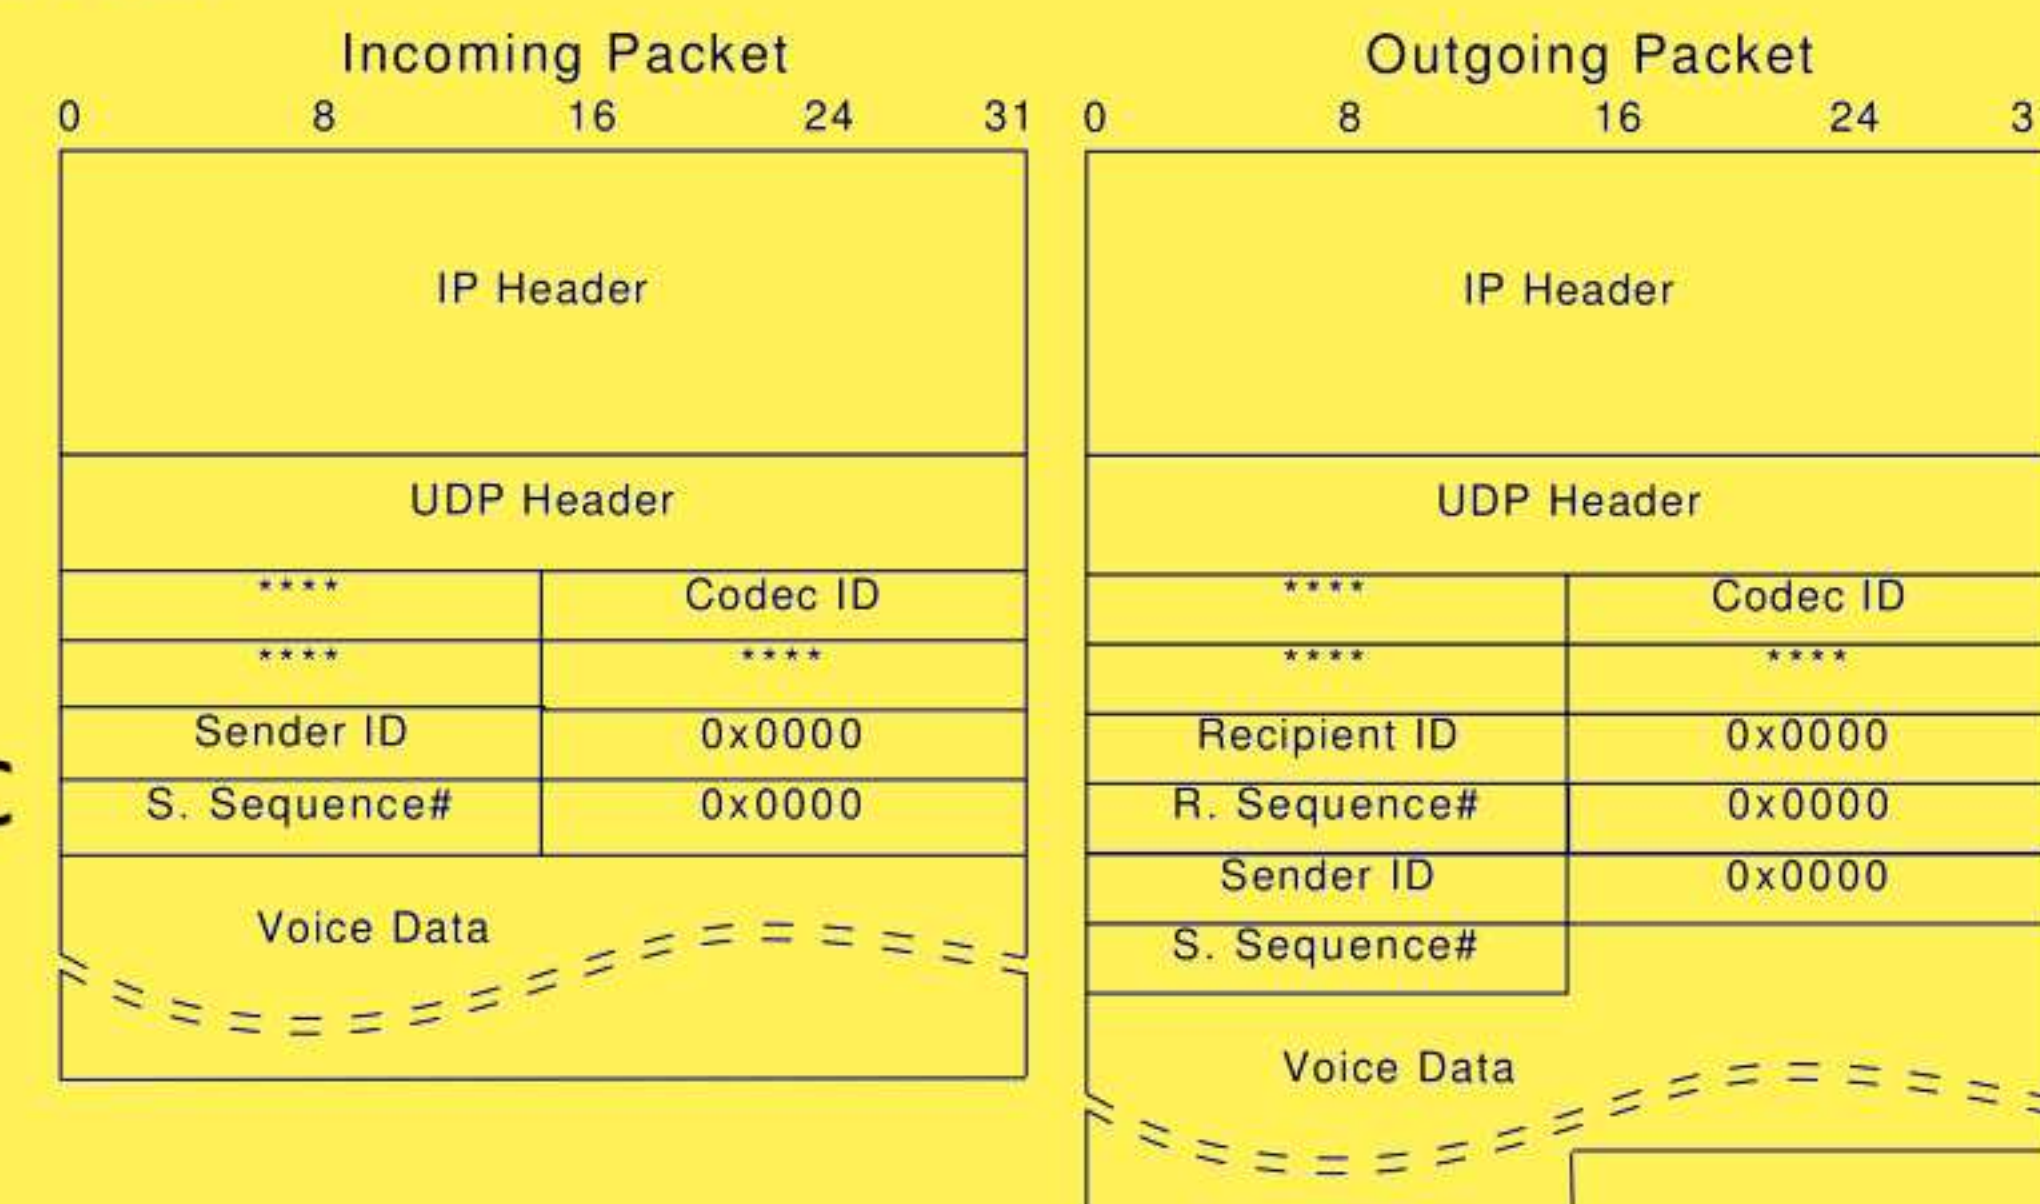 Incoming Packet
0 8 16 24 31
IP Header
UDP Header
**** Codec ID
**** ****
Sender ID 0x0000
S. Sequence# 0x0000
Voice Data
Outgoing Packet
0 8 16 24 3
IP Header
UDP Header
**** Codec ID
**** ****
Recipient ID 0x0000
R. Sequence# 0x0000
Sender ID 0x0000
S. Sequence#
Voice Data